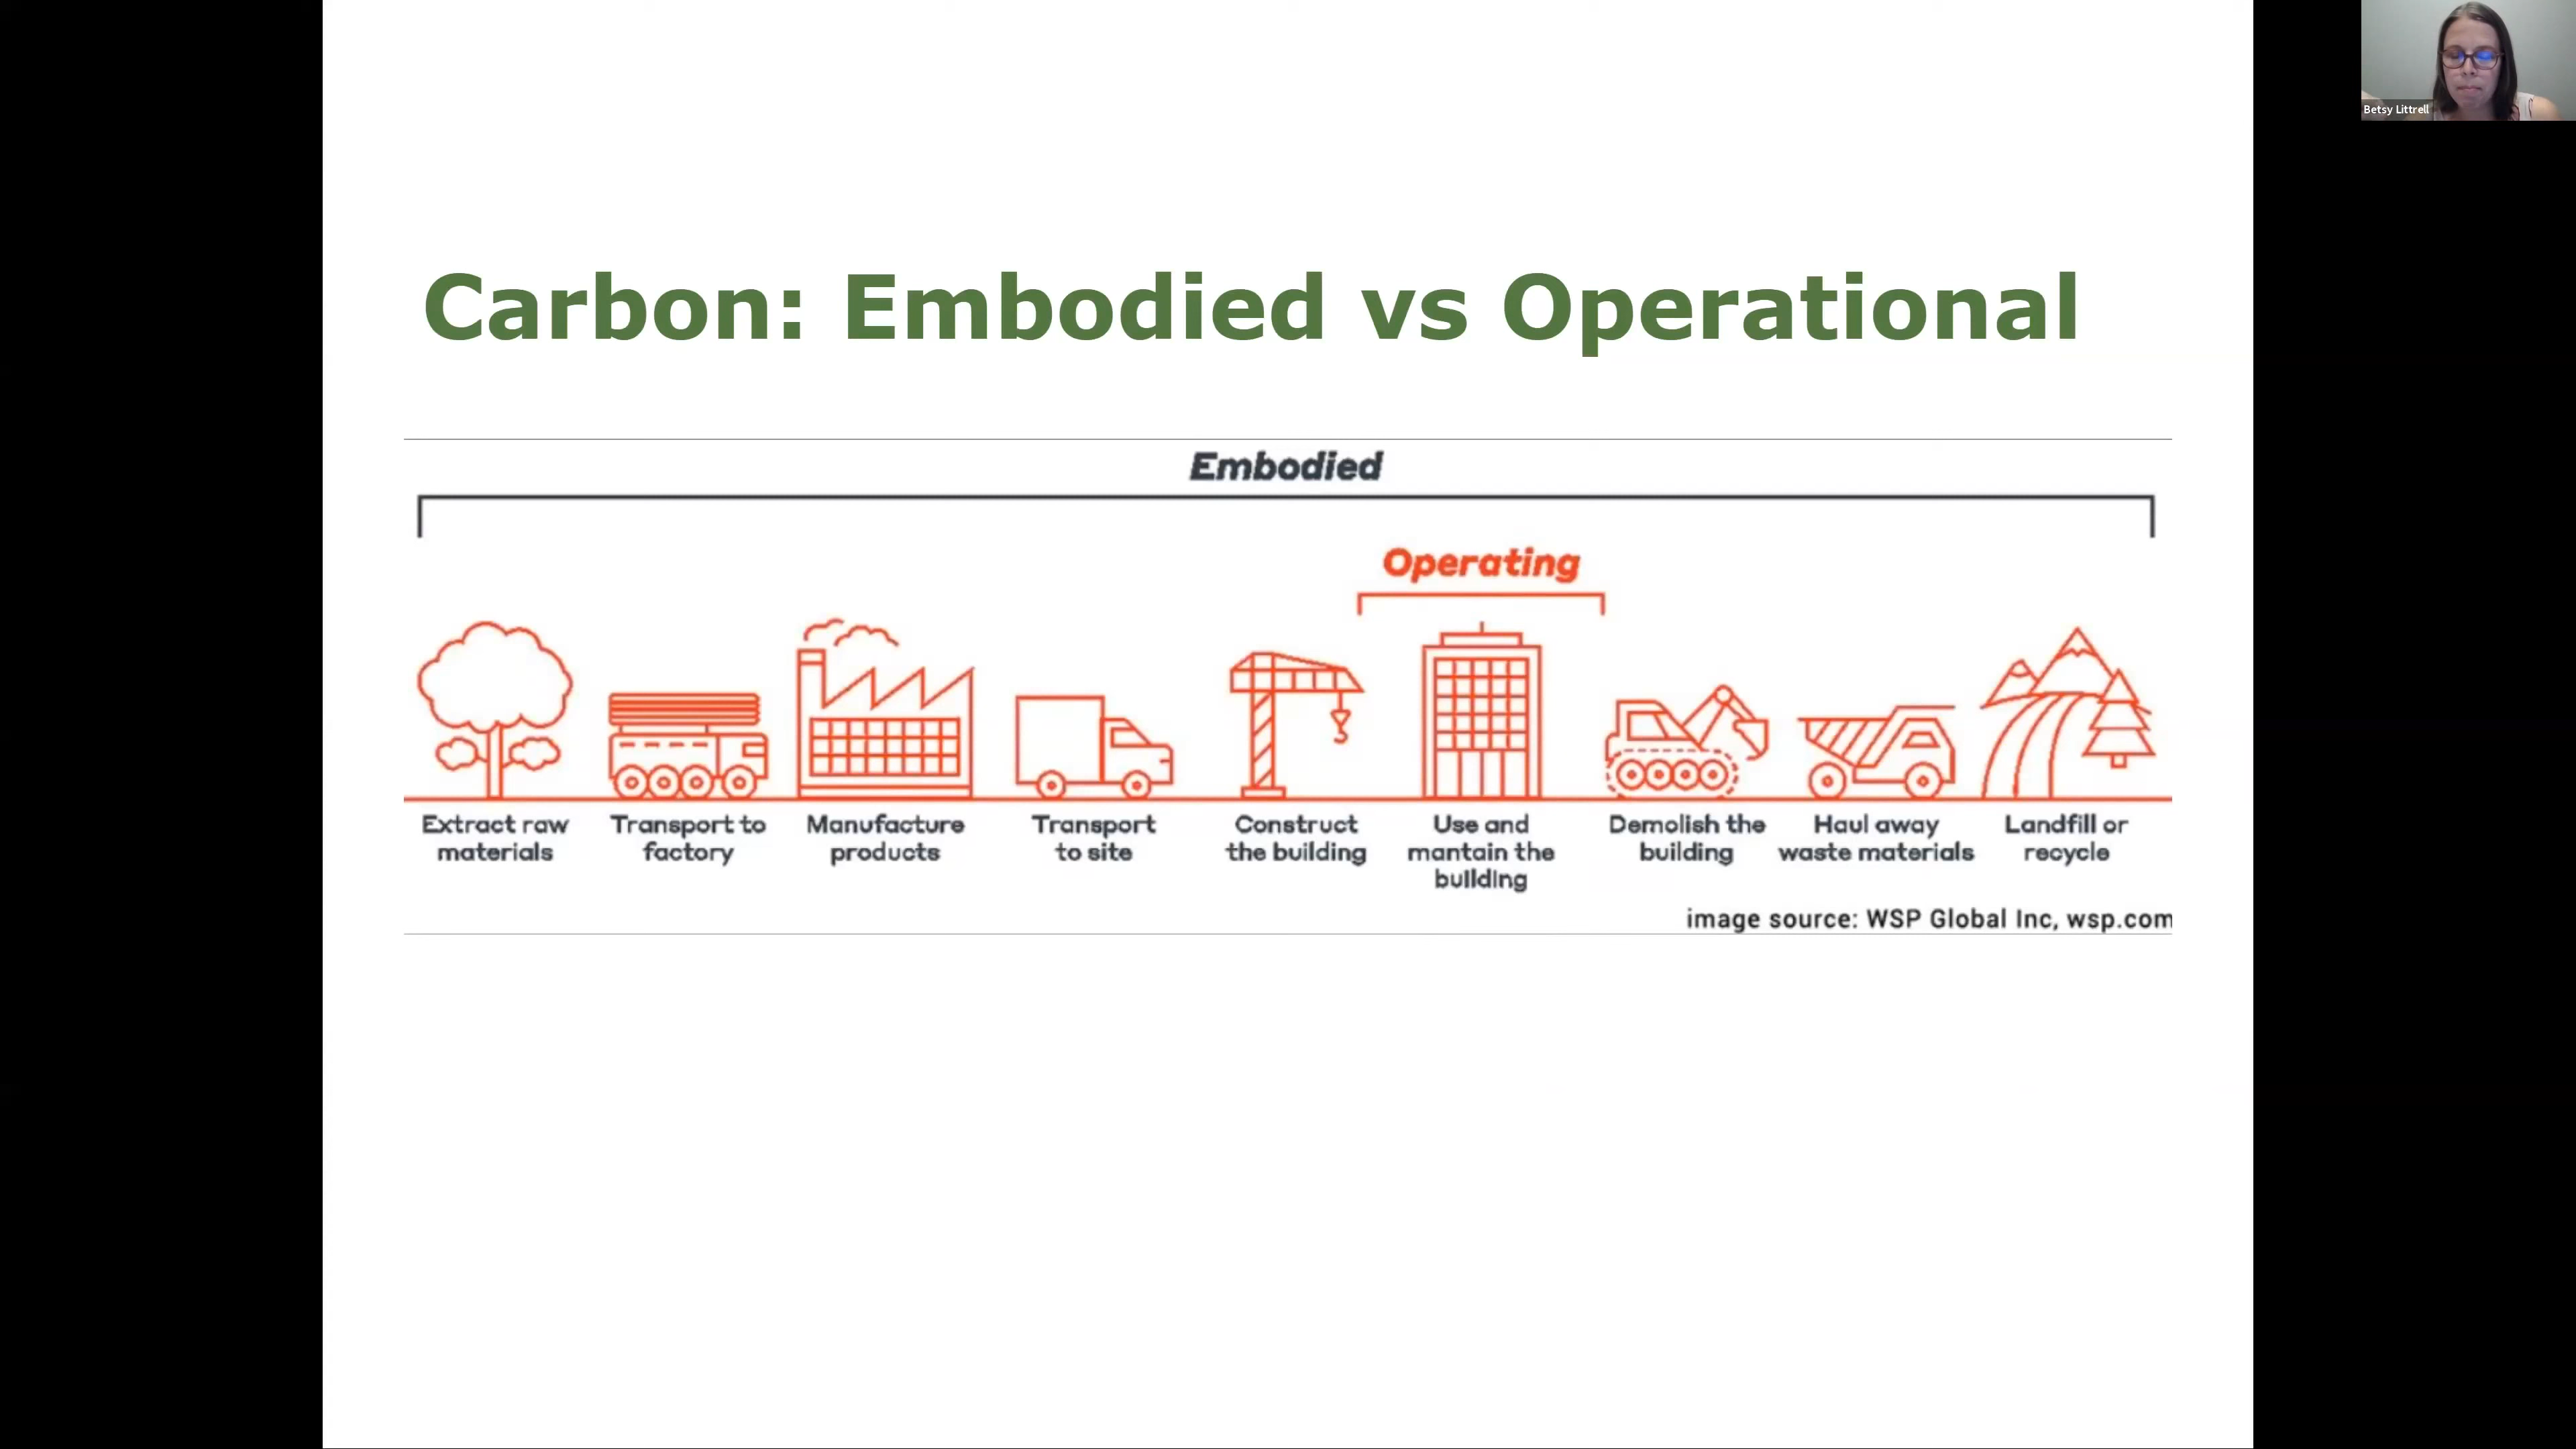 Betsy Littrell
Carbon: Embodied vs Operational
Embodied
Operating
Extract raw
materials
Transport to
factory
Manufacture
products
Transport
to site
Construct
the building
Use and
mantain the
building
Demolish the
building
Haul away
waste materials
Landfill or
recycle
image source: WSP Global Inc, wsp.com